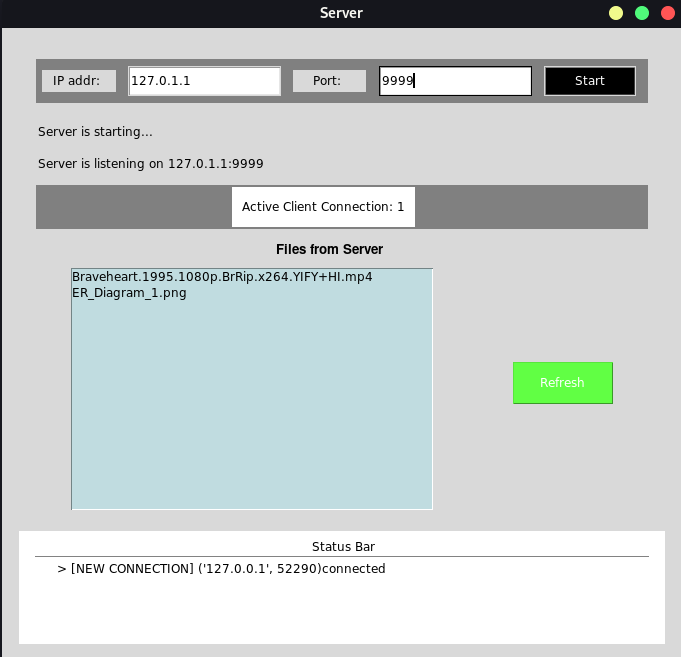 Server
IP addr: 127.0.1.1 Port: 9999 Start
Server is starting...
Server is listening on 127.0.1.1:9999
Active Client Connection: 1
Files from Server
Braveheart.1995.1080p.BrRip.x264.YIFY+HI.mp4
ER_Diagram_1.png
Refresh
Status Bar
> [NEW CONNECTION] ('127.0.0.1', 52290)connected